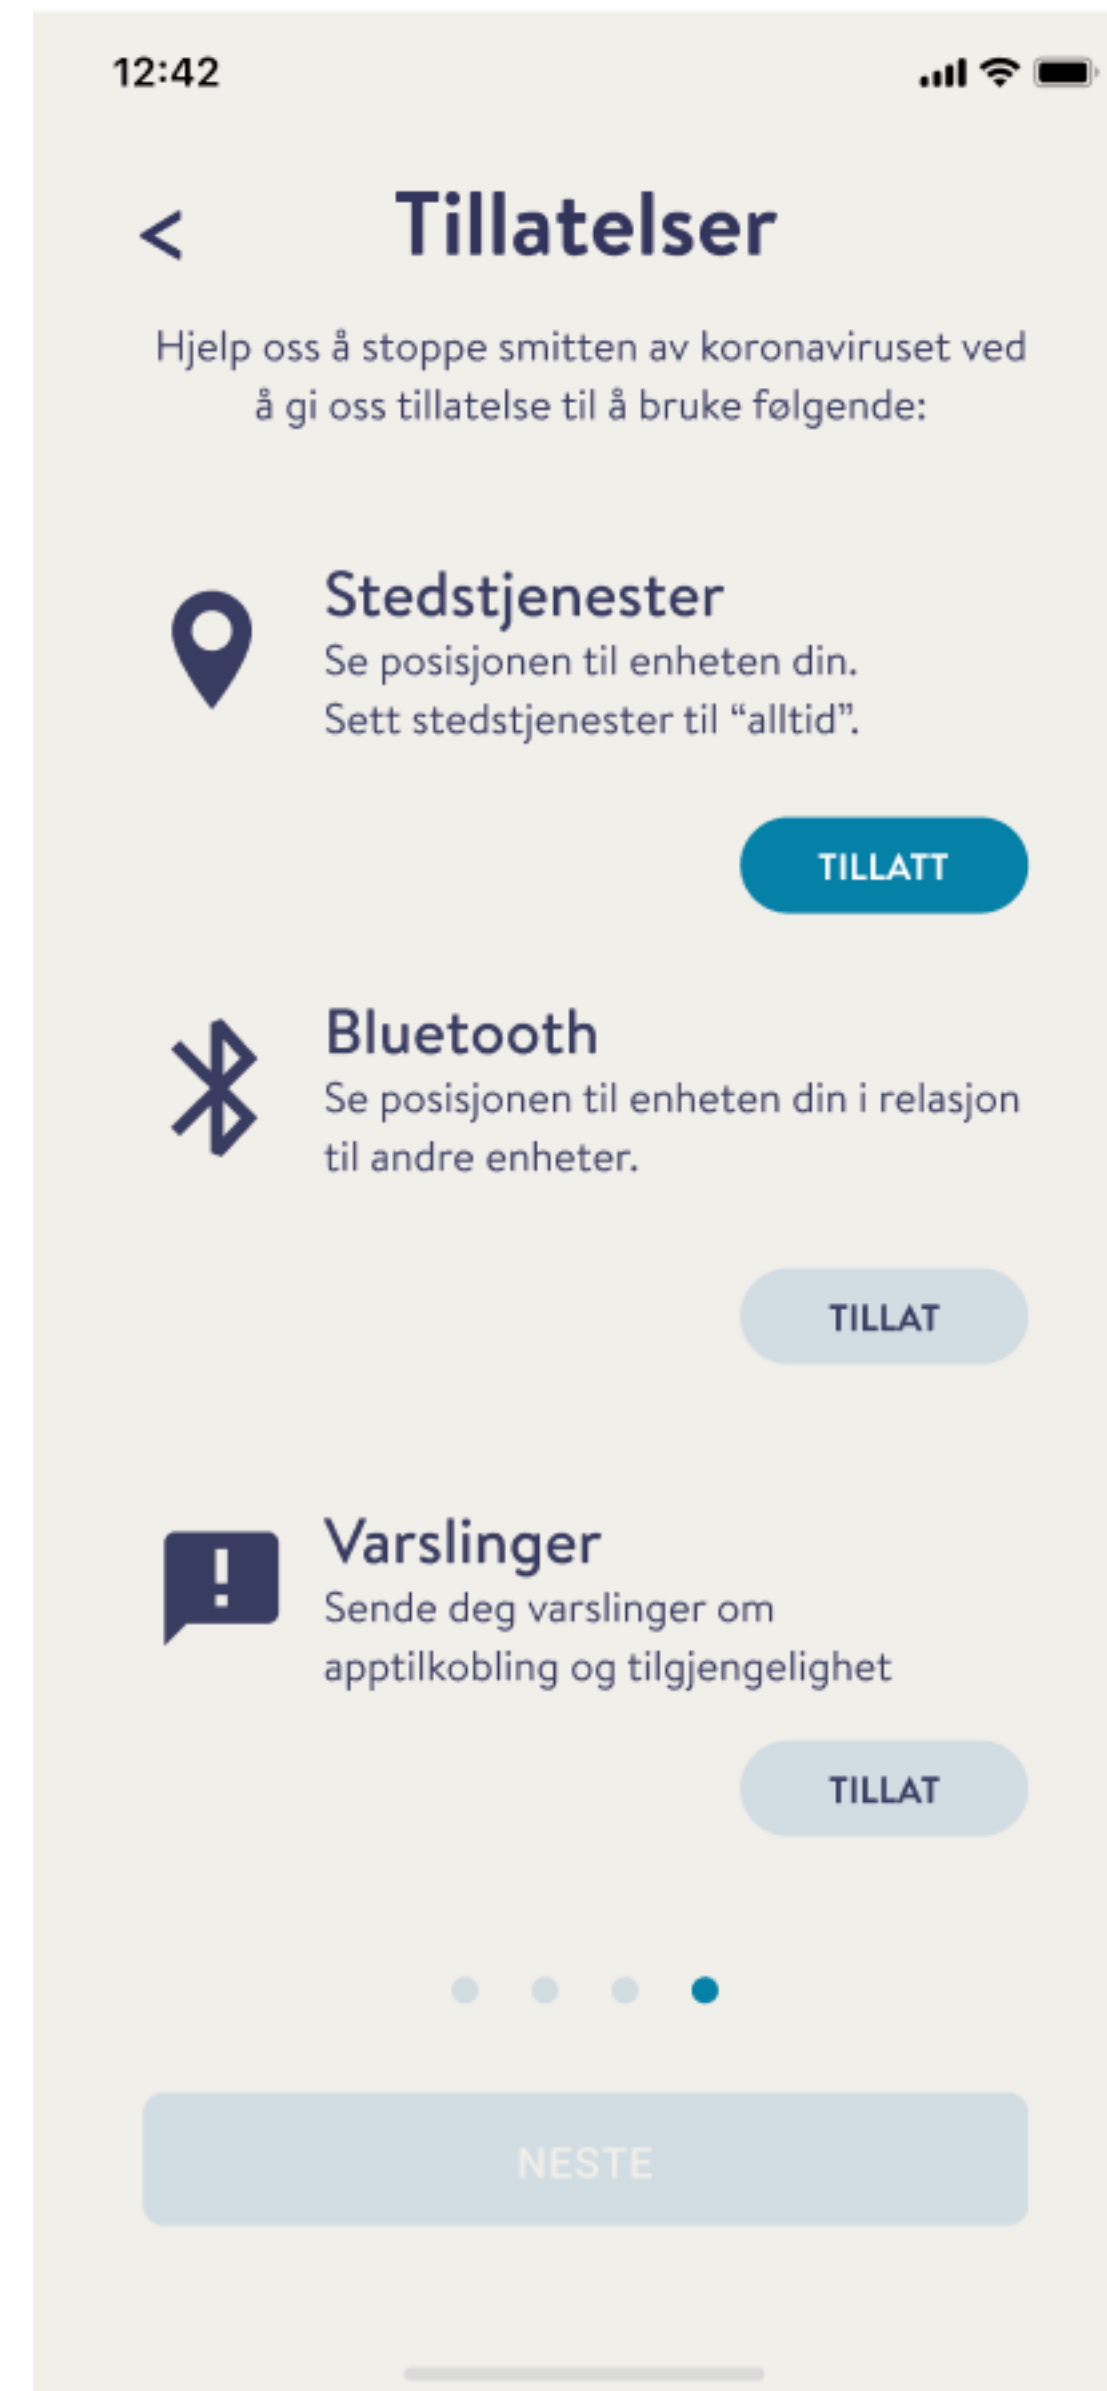 12:42
< Tillatelser
Hjelp oss å stoppe smitten av koronaviruset ved
å gi oss tillatelse til å bruke følgende:
Stedstjenester
Se posisjonen til enheten din.
Sett stedstjenester til “alltid”.
TILLATT
Bluetooth
Se posisjonen til enheten din i relasjon
til andre enheter.
TILLAT
Varslinger
Sende deg varslinger om
apptilkobling og tilgjengelighet
TILLAT
NESTE